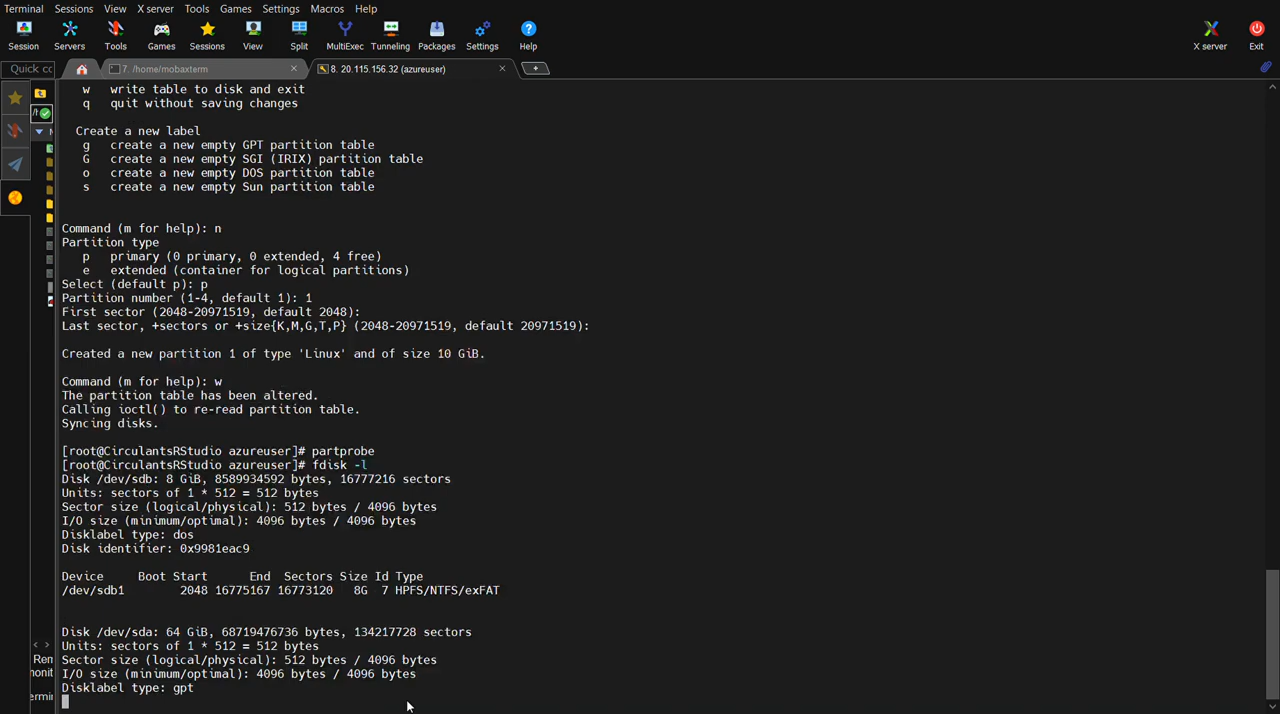 Terminal Sessions View X server Tools Games Settings Macros Help
Session Servers Tools Games Sessions View Split MultiExec Tunneling Packages Settings Help X server Exit
Quick co 7. /home/mobaxterm 8. 20.115.156.32 (azureuser)
w write table to disk and exit
q quit without saving changes
Create a new label
g create a new empty GPT partition table
G create a new empty SGI (IRIX) partition table
o create a new empty DOS partition table
s create a new empty Sun partition table
Command (m for help): n
Partition type
p primary (0 primary, 0 extended, 4 free)
e extended (container for logical partitions)
Select (default p): p
Partition number (1-4, default 1): 1
First sector (2048-20971519, default 2048):
Last sector, +sectors or +size{K,M,G,T,P} (2048-20971519, default 20971519):
Created a new partition 1 of type 'Linux' and of size 10 GiB.
Command (m for help): w
The partition table has been altered.
Calling ioctl() to re-read partition table.
Syncing disks.
[root@CirculantsRStudio azureuser]# partprobe
[root@CirculantsRStudio azureuser]# fdisk -l
Disk /dev/sdb: 8 GiB, 8589934592 bytes, 16777216 sectors
Units: sectors of 1 * 512 = 512 bytes
Sector size (logical/physical): 512 bytes / 4096 bytes
I/O size (minimum/optimal): 4096 bytes / 4096 bytes
Disklabel type: dos
Disk identifier: 0x9981eac9
Device Boot Start End Sectors Size Id Type
/dev/sdb1 2048 16775167 16773120 8G 7 HPFS/NTFS/exFAT
Disk /dev/sda: 64 GiB, 68719476736 bytes, 134217728 sectors
Units: sectors of 1 * 512 = 512 bytes
Sector size (logical/physical): 512 bytes / 4096 bytes
I/O size (minimum/optimal): 4096 bytes / 4096 bytes
Disklabel type: gpt
Rem
monit
ermin